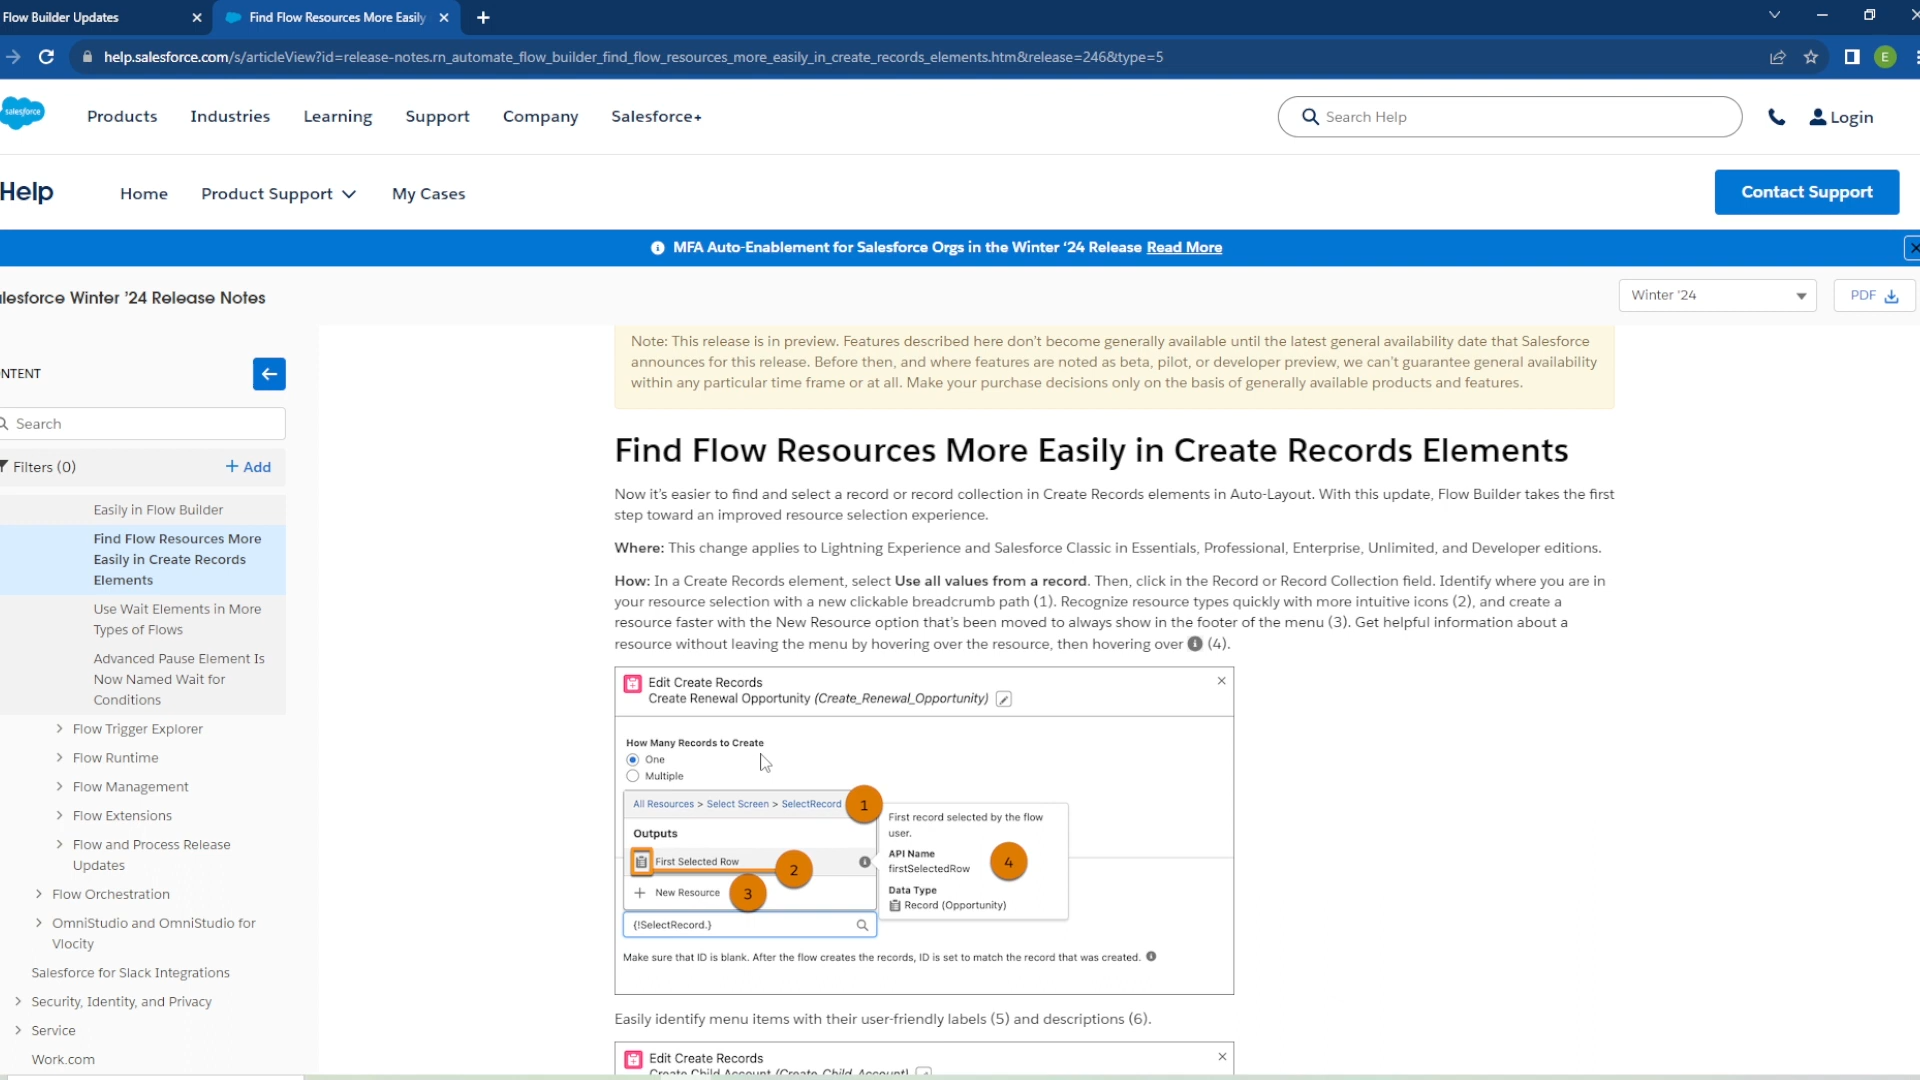 Flow Builder Updates
Find Flow Resources More Easily
help.salesforce.com/s/articleView?id=release-notes.rn_automate_flow_builder_find_flow_resources_more_easily_in_create_records_elements.htm&release=246&type=5
E
salesforce
Products Industries Learning Support Company Salesforce+
Search Help
Login
Help
Home Product Support My Cases
Contact Support
MFA Auto-Enablement for Salesforce Orgs in the Winter ‘24 Release Read More
lesforce Winter ’24 Release Notes
Winter '24
PDF
NTENT
Search
Filters (0)
+ Add
Easily in Flow Builder
Find Flow Resources More
Easily in Create Records
Elements
Use Wait Elements in More
Types of Flows
Advanced Pause Element Is
Now Named Wait for
Conditions
Flow Trigger Explorer
Flow Runtime
Flow Management
Flow Extensions
Flow and Process Release
Updates
Flow Orchestration
OmniStudio and OmniStudio for
Vlocity
Salesforce for Slack Integrations
Security, Identity, and Privacy
Service
Work.com
Note: This release is in preview. Features described here don’t become generally available until the latest general availability date that Salesforce
announces for this release. Before then, and where features are noted as beta, pilot, or developer preview, we can’t guarantee general availability
within any particular time frame or at all. Make your purchase decisions only on the basis of generally available products and features.
Find Flow Resources More Easily in Create Records Elements
Now it’s easier to find and select a record or record collection in Create Records elements in Auto-Layout. With this update, Flow Builder takes the first
step toward an improved resource selection experience.
Where: This change applies to Lightning Experience and Salesforce Classic in Essentials, Professional, Enterprise, Unlimited, and Developer editions.
How: In a Create Records element, select Use all values from a record. Then, click in the Record or Record Collection field. Identify where you are in
your resource selection with a new clickable breadcrumb path (1). Recognize resource types quickly with more intuitive icons (2), and create a
resource faster with the New Resource option that’s been moved to always show in the footer of the menu (3). Get helpful information about a
resource without leaving the menu by hovering over the resource, then hovering over (4).
Edit Create Records
Create Renewal Opportunity (Create_Renewal_Opportunity)
How Many Records to Create
One
Multiple
All Resources > Select Screen > SelectRecord
1
Outputs
First Selected Row
2
+ New Resource
3
{!SelectRecord.}
First record selected by the flow
user.
API Name
firstSelectedRow
4
Data Type
Record (Opportunity)
Make sure that ID is blank. After the flow creates the records, ID is set to match the record that was created.
Easily identify menu items with their user-friendly labels (5) and descriptions (6).
Edit Create Records
Create Child Account (Create_Child_Account)